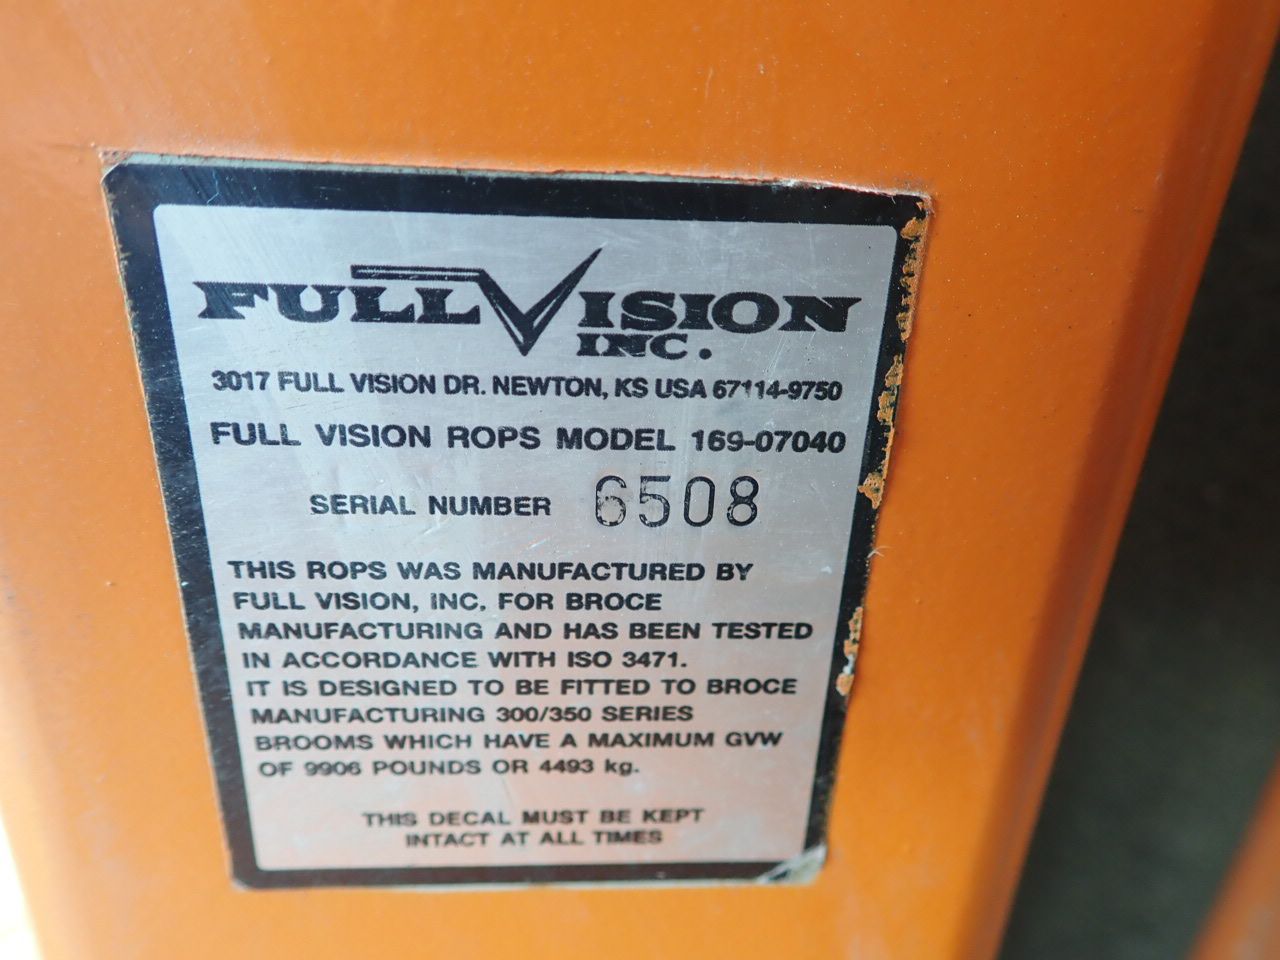 FULL VISION
INC.
3017 FULL VISION DR. NEWTON, KS USA 67114-9750
FULL VISION ROPS MODEL 169-07040
SERIAL NUMBER 6508
THIS ROPS WAS MANUFACTURED BY
FULL VISION, INC. FOR BROCE
MANUFACTURING AND HAS BEEN TESTED
IN ACCORDANCE WITH ISO 3471.
IT IS DESIGNED TO BE FITTED TO BROCE
MANUFACTURING 300/350 SERIES
BROOMS WHICH HAVE A MAXIMUM GVW
OF 9906 POUNDS OR 4493 kg.
THIS DECAL MUST BE KEPT
INTACT AT ALL TIMES